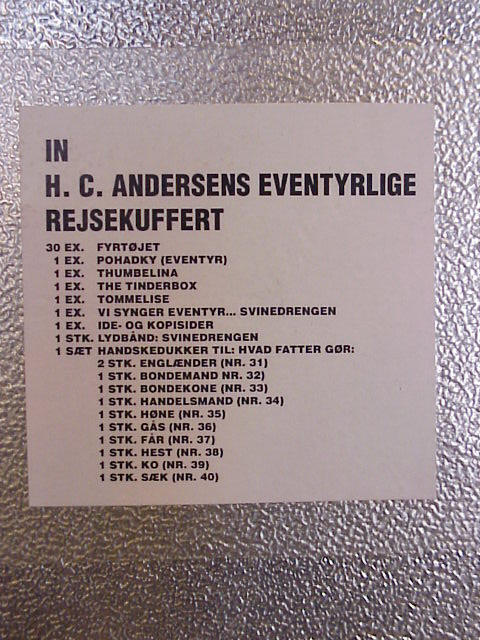 IN
H. C. ANDERSENS EVENTYRLIGE
REJSEKUFFERT
30 EX. FYRTØJET
1 EX. POHADKY (EVENTYR)
1 EX. THUMBELINA
1 EX. THE TINDERBOX
1 EX. TOMMELISE
1 EX. VI SYNGER EVENTYR... SVINEDRENGEN
1 EX. IDE- OG KOPISIDER
1 STK. LYDBÅND: SVINEDRENGEN
1 SÆT HANDSKEDUKKER TIL: HVAD FATTER GØR:
2 STK. ENGLÆNDER (NR. 31)
1 STK. BONDEMAND NR. 32)
1 STK. BONDEKONE (NR. 33)
1 STK. HANDELSMAND (NR. 34)
1 STK. HØNE (NR. 35)
1 STK. GÅS (NR. 36)
1 STK. FÅR (NR. 37)
1 STK. HEST (NR. 38)
1 STK. KO (NR. 39)
1 STK. SÆK (NR. 40)